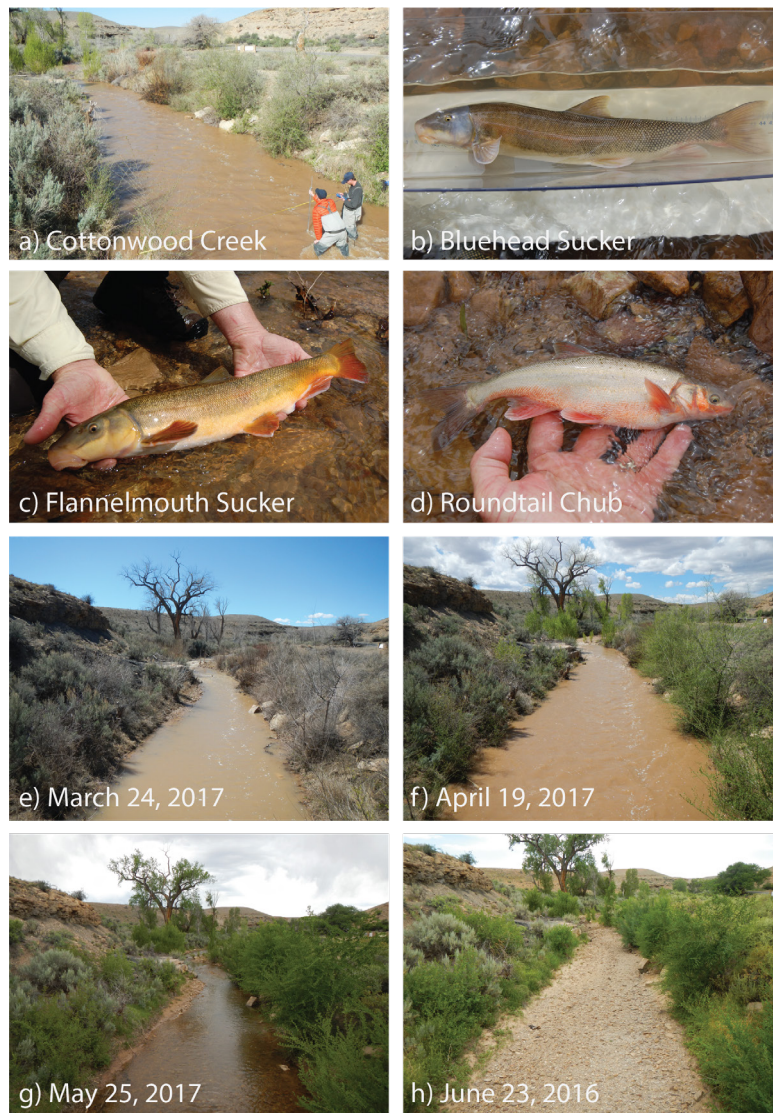 a) Cottonwood Creek
b) Bluehead Sucker
c) Flannelmouth Sucker
d) Roundtail Chub
e) March 24, 2017
f) April 19, 2017
g) May 25, 2017
h) June 23, 2016